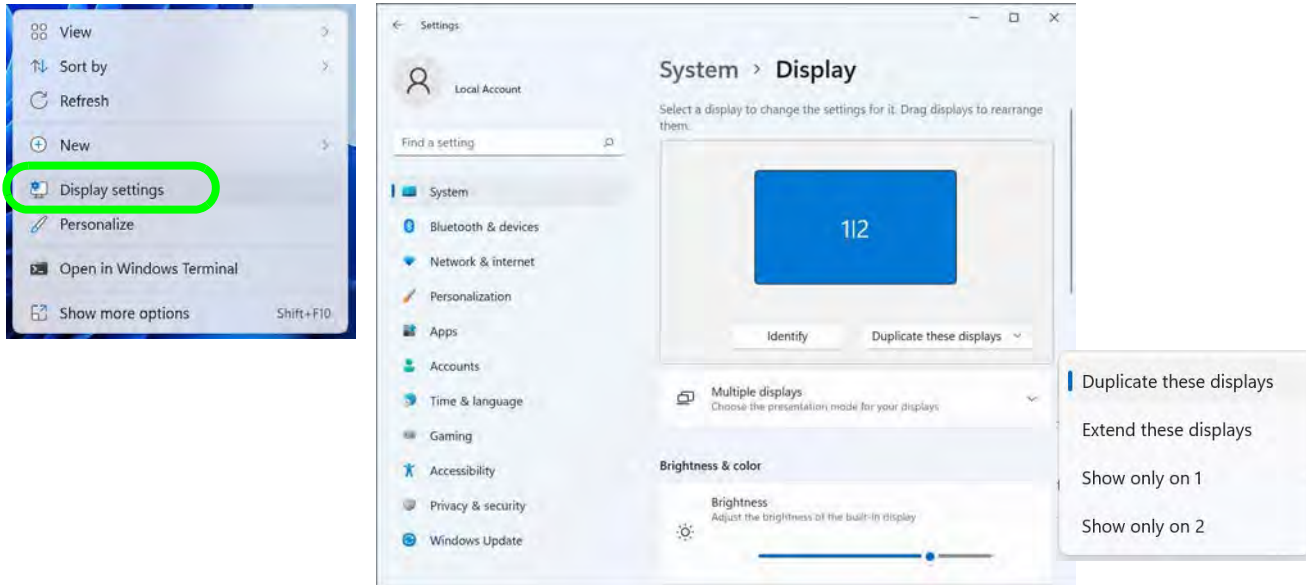 View
Sort by
Refresh
New
Display settings
Personalize
Open in Windows Terminal
Show more options Shift+F10
Settings
Local Account
Find a setting
System
Bluetooth & devices
Network & internet
Personalization
Apps
Accounts
Time & language
Gaming
Accessibility
Privacy & security
Windows Update
System > Display
Select a display to change the settings for it. Drag displays to rearrange
them.
1|2
Identify Duplicate these displays
Multiple displays
Choose the presentation mode for your displays
Brightness & color
Brightness
Adjust the brightness of the built-in display
Duplicate these displays
Extend these displays
Show only on 1
Show only on 2